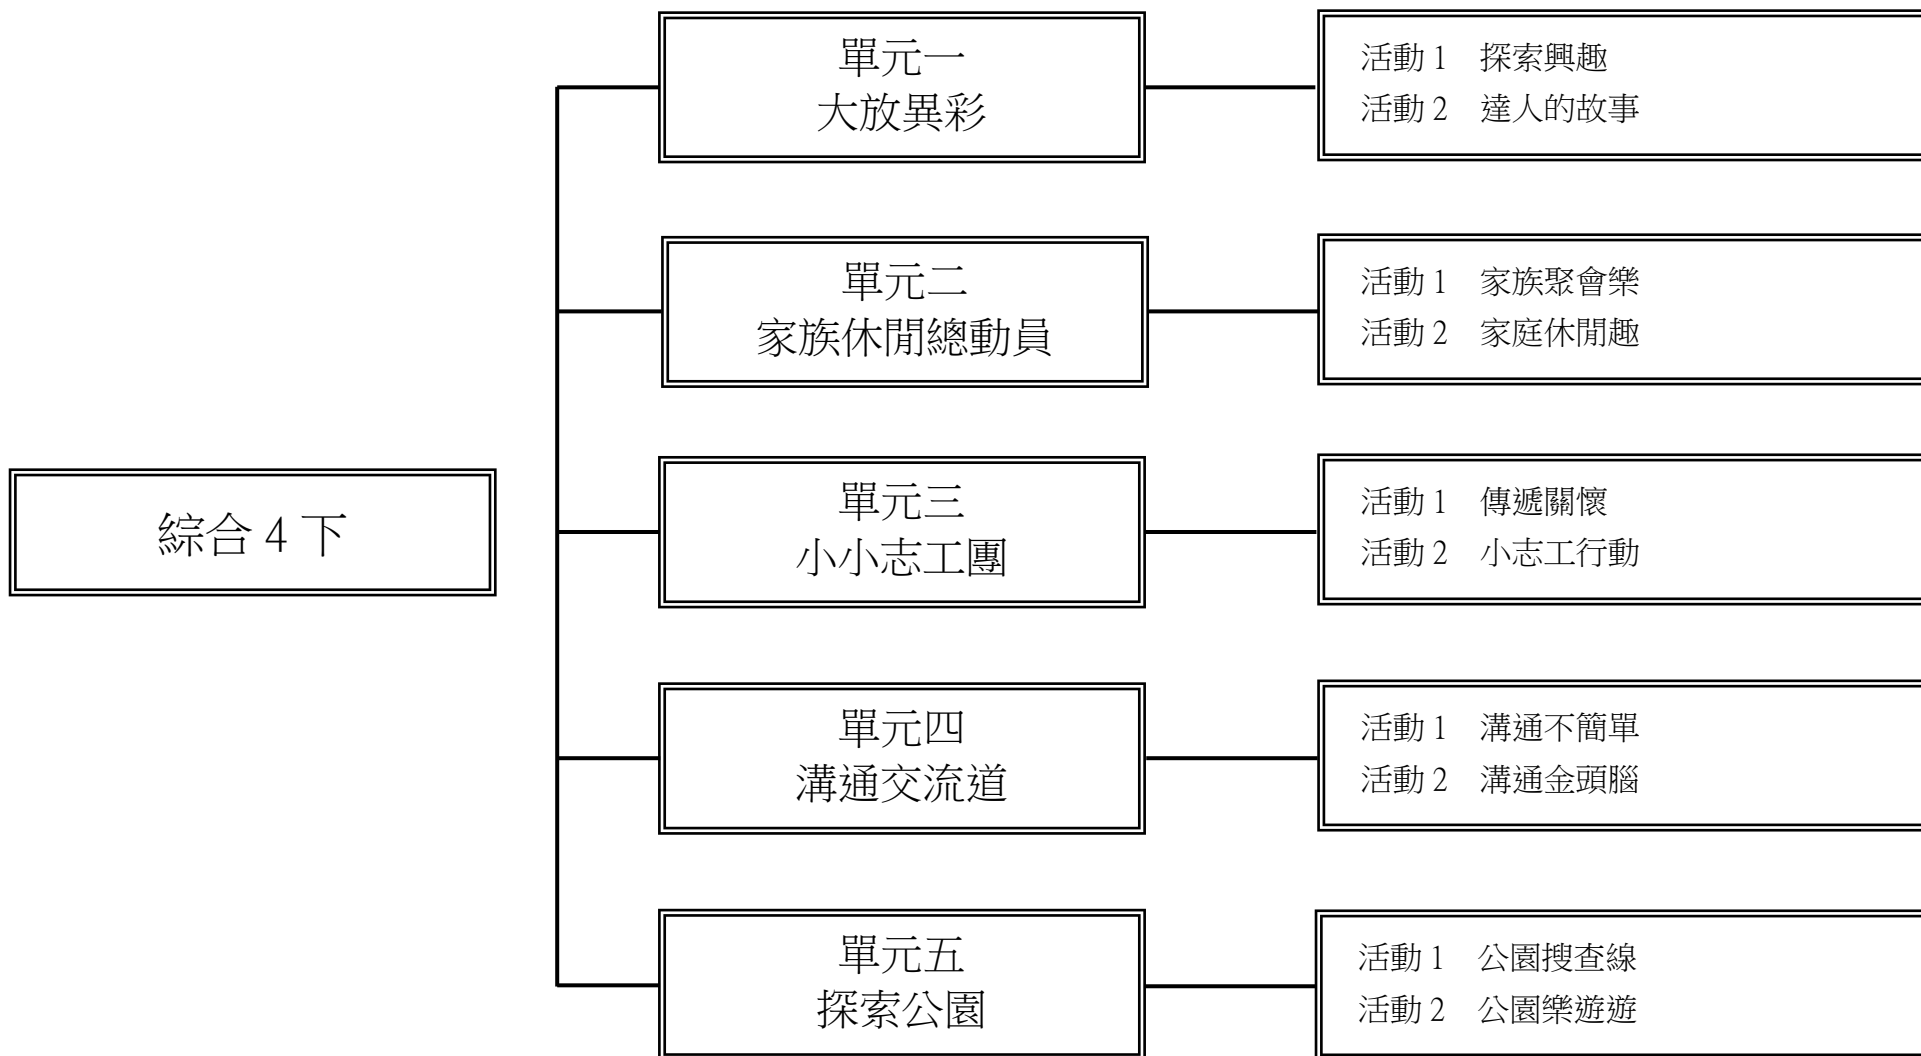 綜合 4 下
單元一
大放異彩
活動 1　探索興趣
活動 2　達人的故事
單元二
家族休閒總動員
活動 1　家族聚會樂
活動 2　家庭休閒趣
單元三
小小志工團
活動 1　傳遞關懷
活動 2　小志工行動
單元四
溝通交流道
活動 1　溝通不簡單
活動 2　溝通金頭腦
單元五
探索公園
活動 1　公園搜查線
活動 2　公園樂遊遊